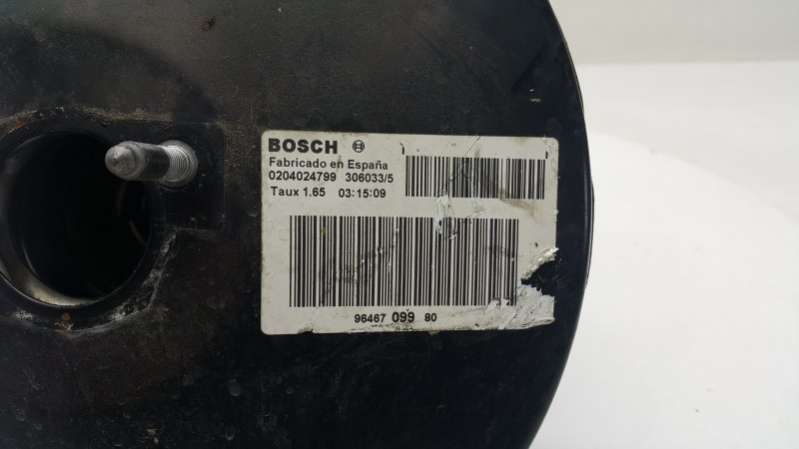 BOSCH
Fabricado en España
0204024799 306033/5
Taux 1.65 03:15:09
96467 099 80